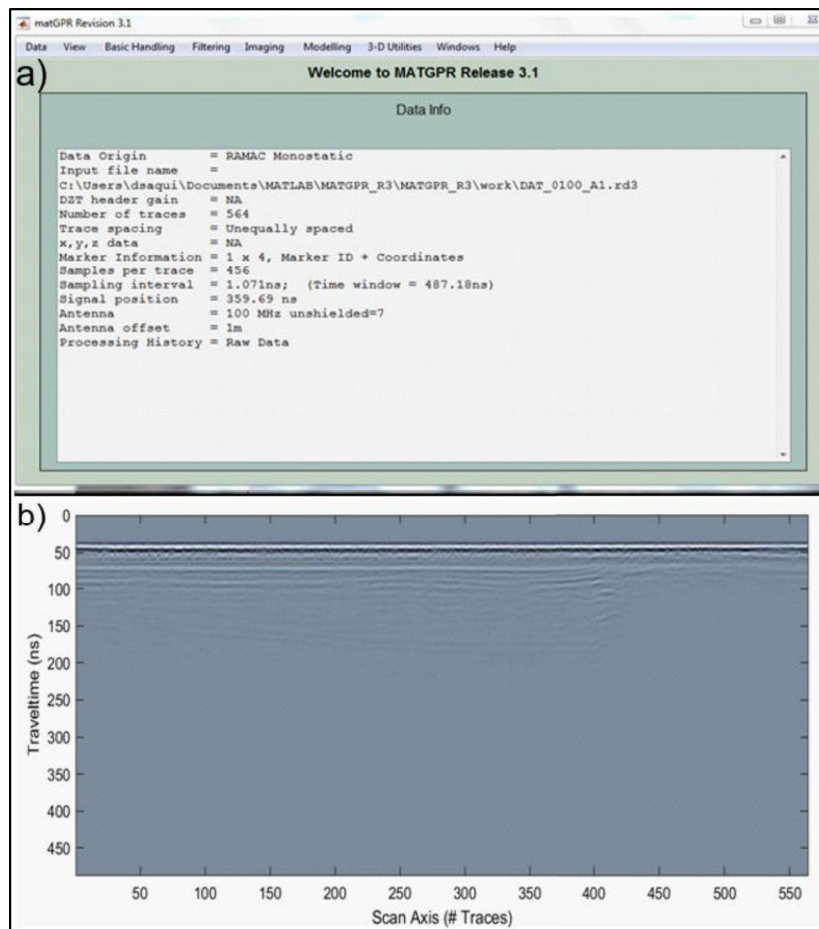 matGPR Revision 3.1
Data View Basic Handling Filtering Imaging Modelling 3-D Utilities Windows Help
a)
Welcome to MATGPR Release 3.1
Data Info
Data Origin = RAMAC Monostatic
Input file name =
C:\Users\dsaqui\Documents\MATLAB\MATGPR_R3\MATGPR_R3\work\DAT_0100_A1.rd3
DZT header gain = NA
Number of traces = 564
Trace spacing = Unequally spaced
x,y,z data = NA
Marker Information = 1 x 4, Marker ID + Coordinates
Samples per trace = 456
Sampling interval = 1.071ns; (Time window = 487.18ns)
Signal position = 359.69 ns
Antenna = 100 MHz unshielded=7
Antenna offset = 1m
Processing History = Raw Data
b)
0
50
100
150
200
250
300
350
400
450
Traveltime (ns)
50 100 150 200 250 300 350 400 450 500 550
Scan Axis (# Traces)